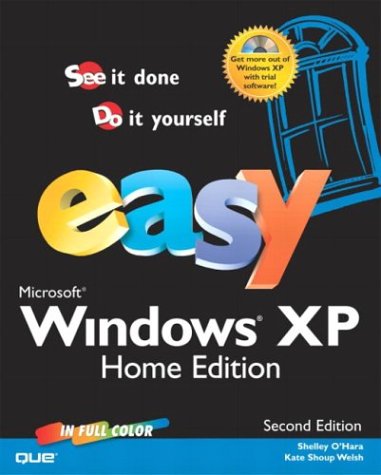 See it done
Do it yourself
Get more out of
Windows XP
with trial
software!
easy
Microsoft®
Windows® XP
Home Edition
Second Edition
IN FULL COLOR
Shelley O'Hara
Kate Shoup Welsh
QUE®